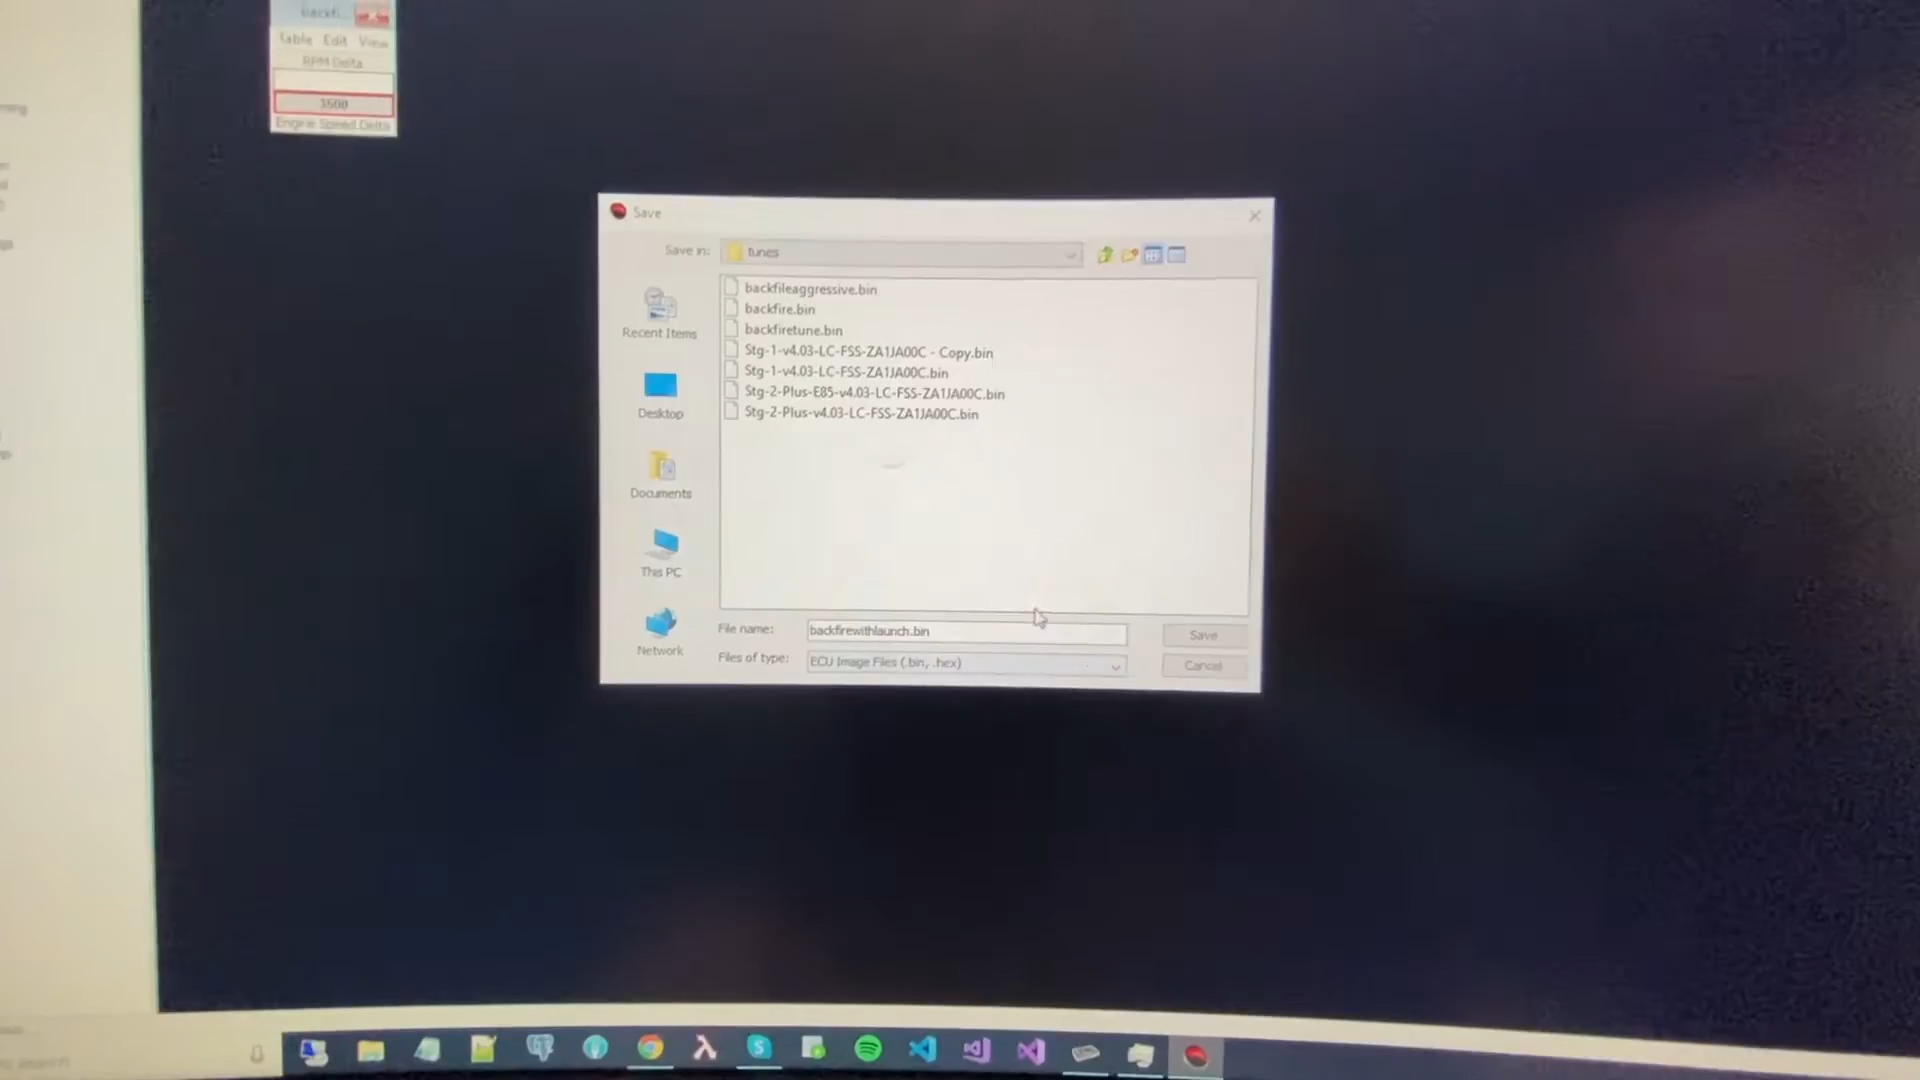 backfi...
Table Edit View
RPM Delta
3500
Engine Speed Delta
Save
Save in: tunes
backfileaggressive.bin
backfire.bin
backfiretune.bin
Stg-1-v4.03-LC-FSS-ZA1JA00C - Copy.bin
Stg-1-v4.03-LC-FSS-ZA1JA00C.bin
Stg-2-Plus-E85-v4.03-LC-FSS-ZA1JA00C.bin
Stg-2-Plus-v4.03-LC-FSS-ZA1JA00C.bin
Recent Items
Desktop
Documents
This PC
Network
File name: backfirewithlaunch.bin Save
Files of type: ECU Image Files (.bin, .hex) Cancel